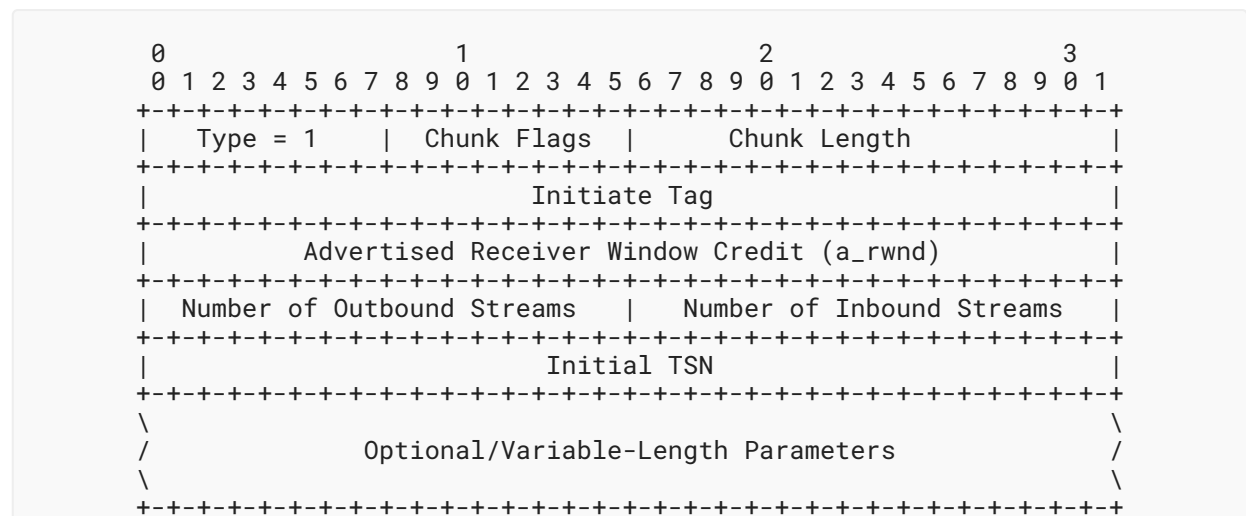 0                   1                   2                   3
 0 1 2 3 4 5 6 7 8 9 0 1 2 3 4 5 6 7 8 9 0 1 2 3 4 5 6 7 8 9 0 1
+-+-+-+-+-+-+-+-+-+-+-+-+-+-+-+-+-+-+-+-+-+-+-+-+-+-+-+-+-+-+-+-+
|   Type = 1    |  Chunk Flags  |      Chunk Length             |
+-+-+-+-+-+-+-+-+-+-+-+-+-+-+-+-+-+-+-+-+-+-+-+-+-+-+-+-+-+-+-+-+
|                         Initiate Tag                          |
+-+-+-+-+-+-+-+-+-+-+-+-+-+-+-+-+-+-+-+-+-+-+-+-+-+-+-+-+-+-+-+-+
|          Advertised Receiver Window Credit (a_rwnd)           |
+-+-+-+-+-+-+-+-+-+-+-+-+-+-+-+-+-+-+-+-+-+-+-+-+-+-+-+-+-+-+-+-+
|  Number of Outbound Streams   |   Number of Inbound Streams   |
+-+-+-+-+-+-+-+-+-+-+-+-+-+-+-+-+-+-+-+-+-+-+-+-+-+-+-+-+-+-+-+-+
|                          Initial TSN                          |
+-+-+-+-+-+-+-+-+-+-+-+-+-+-+-+-+-+-+-+-+-+-+-+-+-+-+-+-+-+-+-+-+
\                                                               \
/              Optional/Variable-Length Parameters              /
\                                                               \
+-+-+-+-+-+-+-+-+-+-+-+-+-+-+-+-+-+-+-+-+-+-+-+-+-+-+-+-+-+-+-+-+